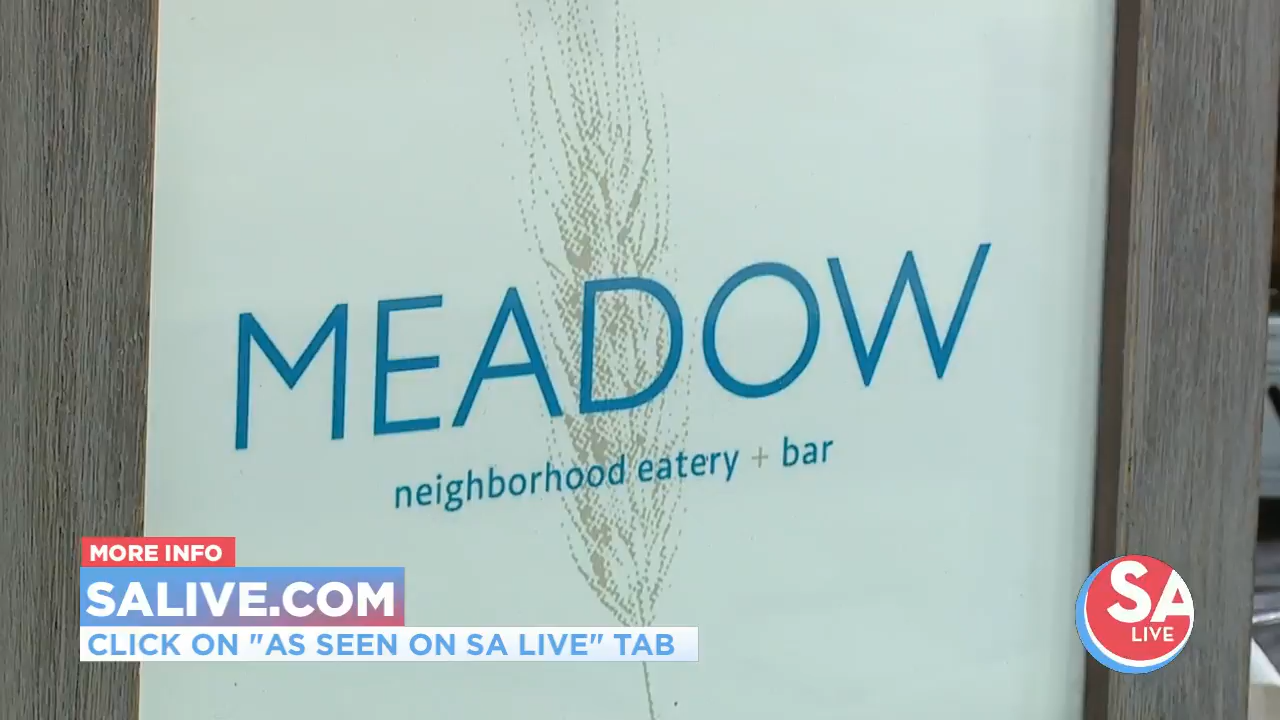 MEADOW
neighborhood eatery + bar
MORE INFO
SALIVE.COM
CLICK ON "AS SEEN ON SA LIVE" TAB
SA
LIVE